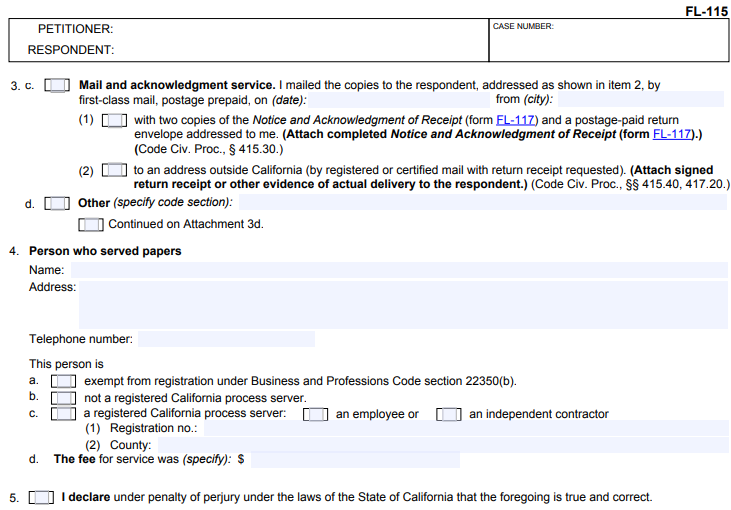 FL-115
PETITIONER:
CASE NUMBER:
RESPONDENT:
3. c. Mail and acknowledgment service. I mailed the copies to the respondent, addressed as shown in item 2, by
first-class mail, postage prepaid, on (date): from (city):
(1) with two copies of the Notice and Acknowledgment of Receipt (form FL-117) and a postage-paid return
envelope addressed to me. (Attach completed Notice and Acknowledgment of Receipt (form FL-117).)
(Code Civ. Proc., § 415.30.)
(2) to an address outside California (by registered or certified mail with return receipt requested). (Attach signed
return receipt or other evidence of actual delivery to the respondent.) (Code Civ. Proc., §§ 415.40, 417.20.)
d. Other (specify code section):
Continued on Attachment 3d.
4. Person who served papers
Name:
Address:
Telephone number:
This person is
a. exempt from registration under Business and Professions Code section 22350(b).
b. not a registered California process server.
c. a registered California process server: an employee or an independent contractor
(1) Registration no.:
(2) County:
d. The fee for service was (specify): $
5. I declare under penalty of perjury under the laws of the State of California that the foregoing is true and correct.